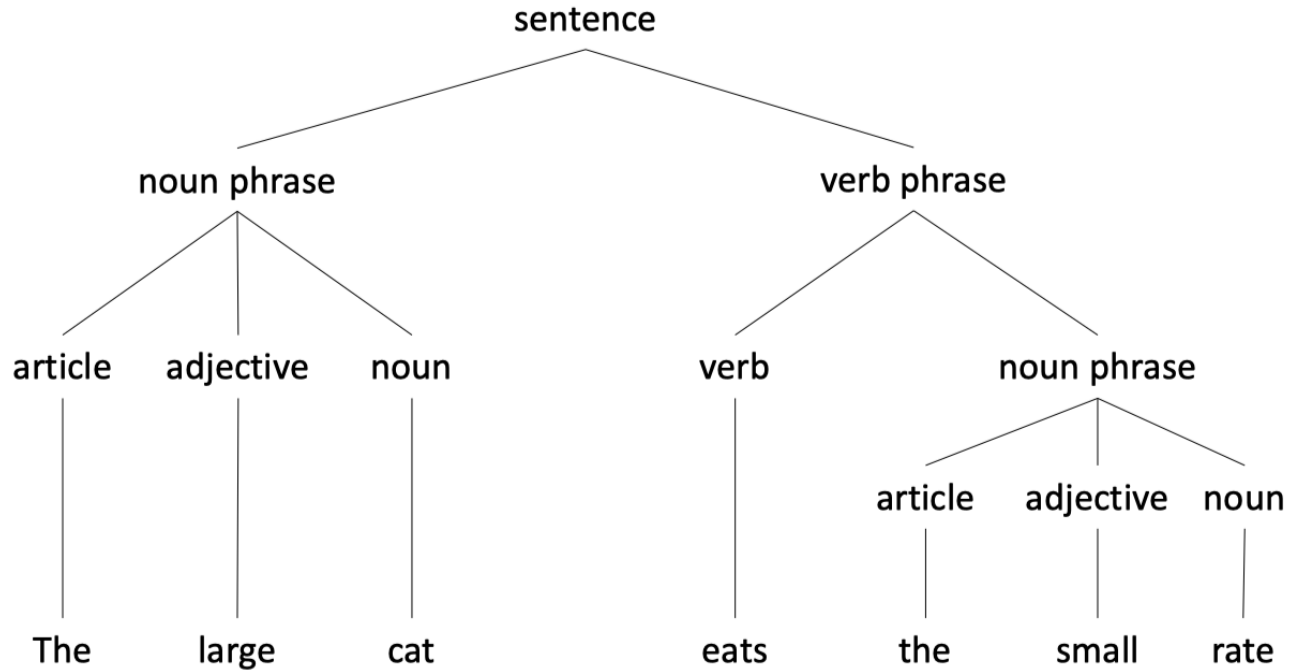 sentence
noun phrase verb phrase
article adjective noun verb noun phrase
article adjective noun
The large cat eats the small rate